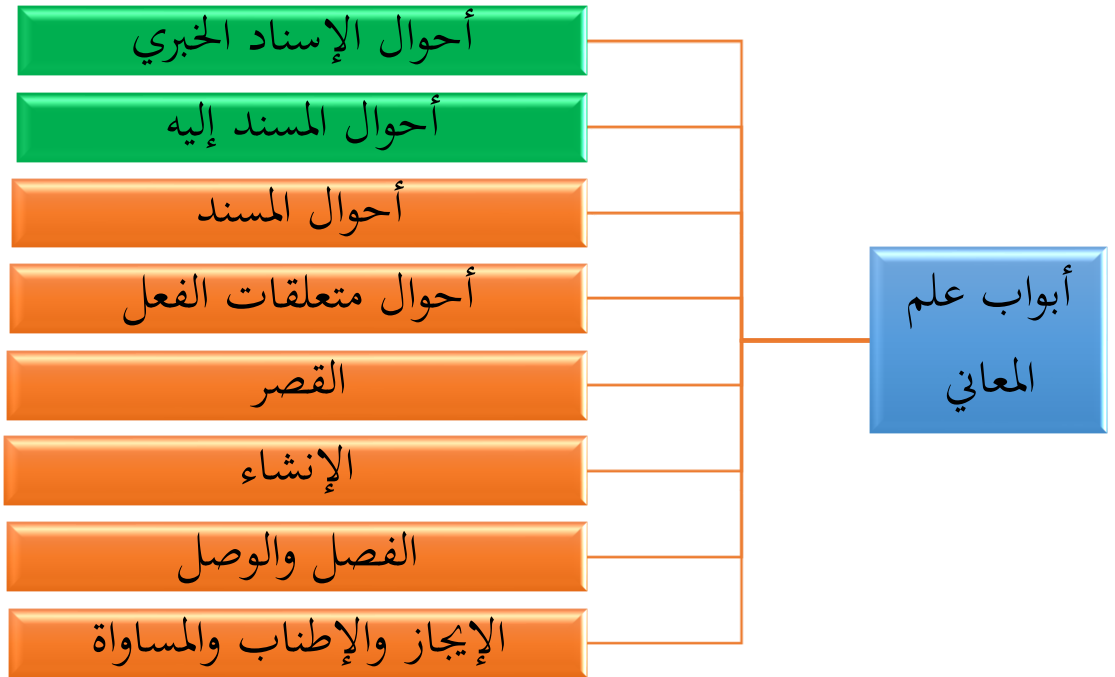 أبواب علم
المعاني
أحوال الإسناد الخبري
أحوال المسند إليه
أحوال المسند
أحوال متعلقات الفعل
القصر
الإنشاء
الفصل والوصل
الإيجاز والإطناب والمساواة